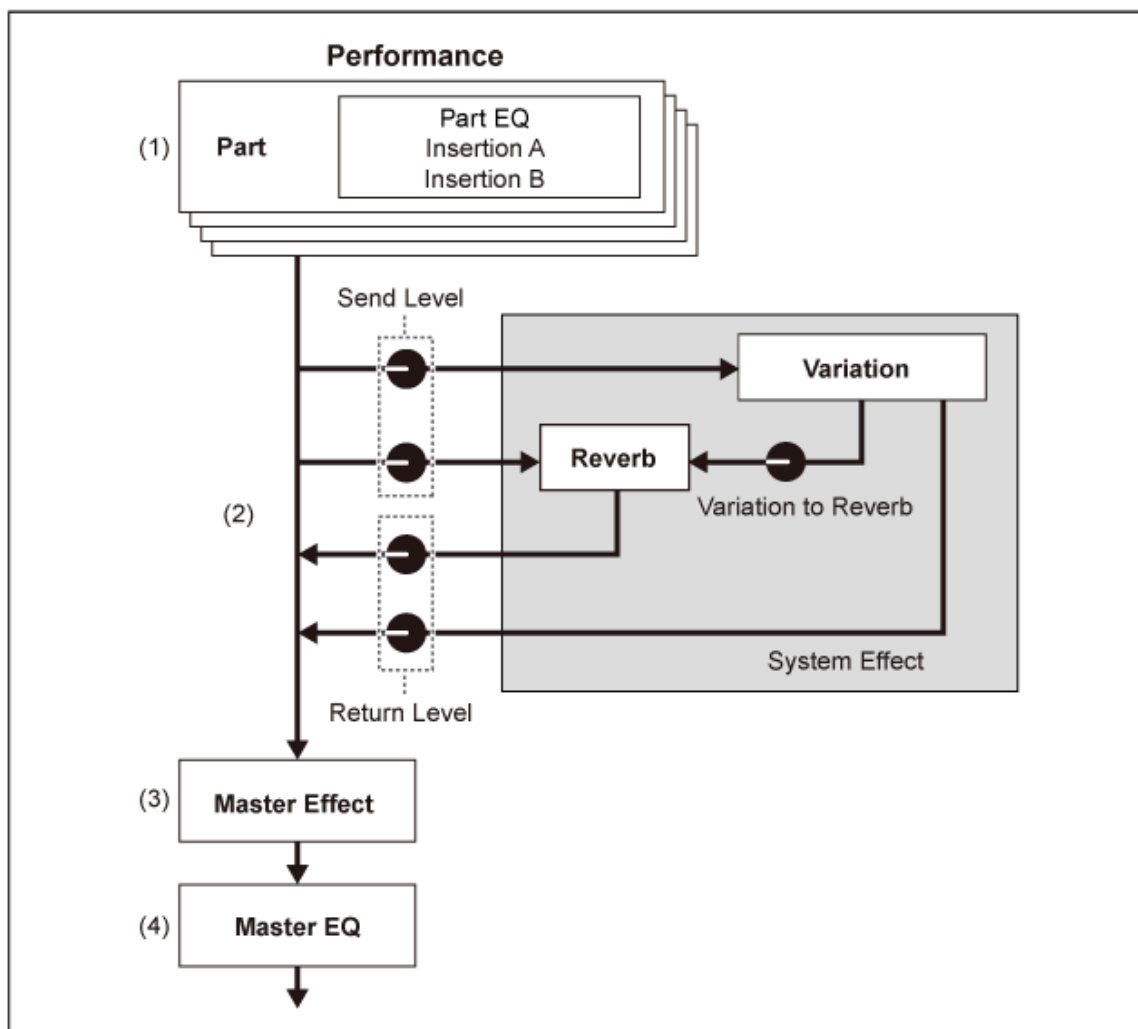 Performance
(1)
Part
Part EQ
Insertion A
Insertion B
Send Level
Variation
Reverb
Variation to Reverb
(2)
System Effect
Return Level
(3)
Master Effect
(4)
Master EQ